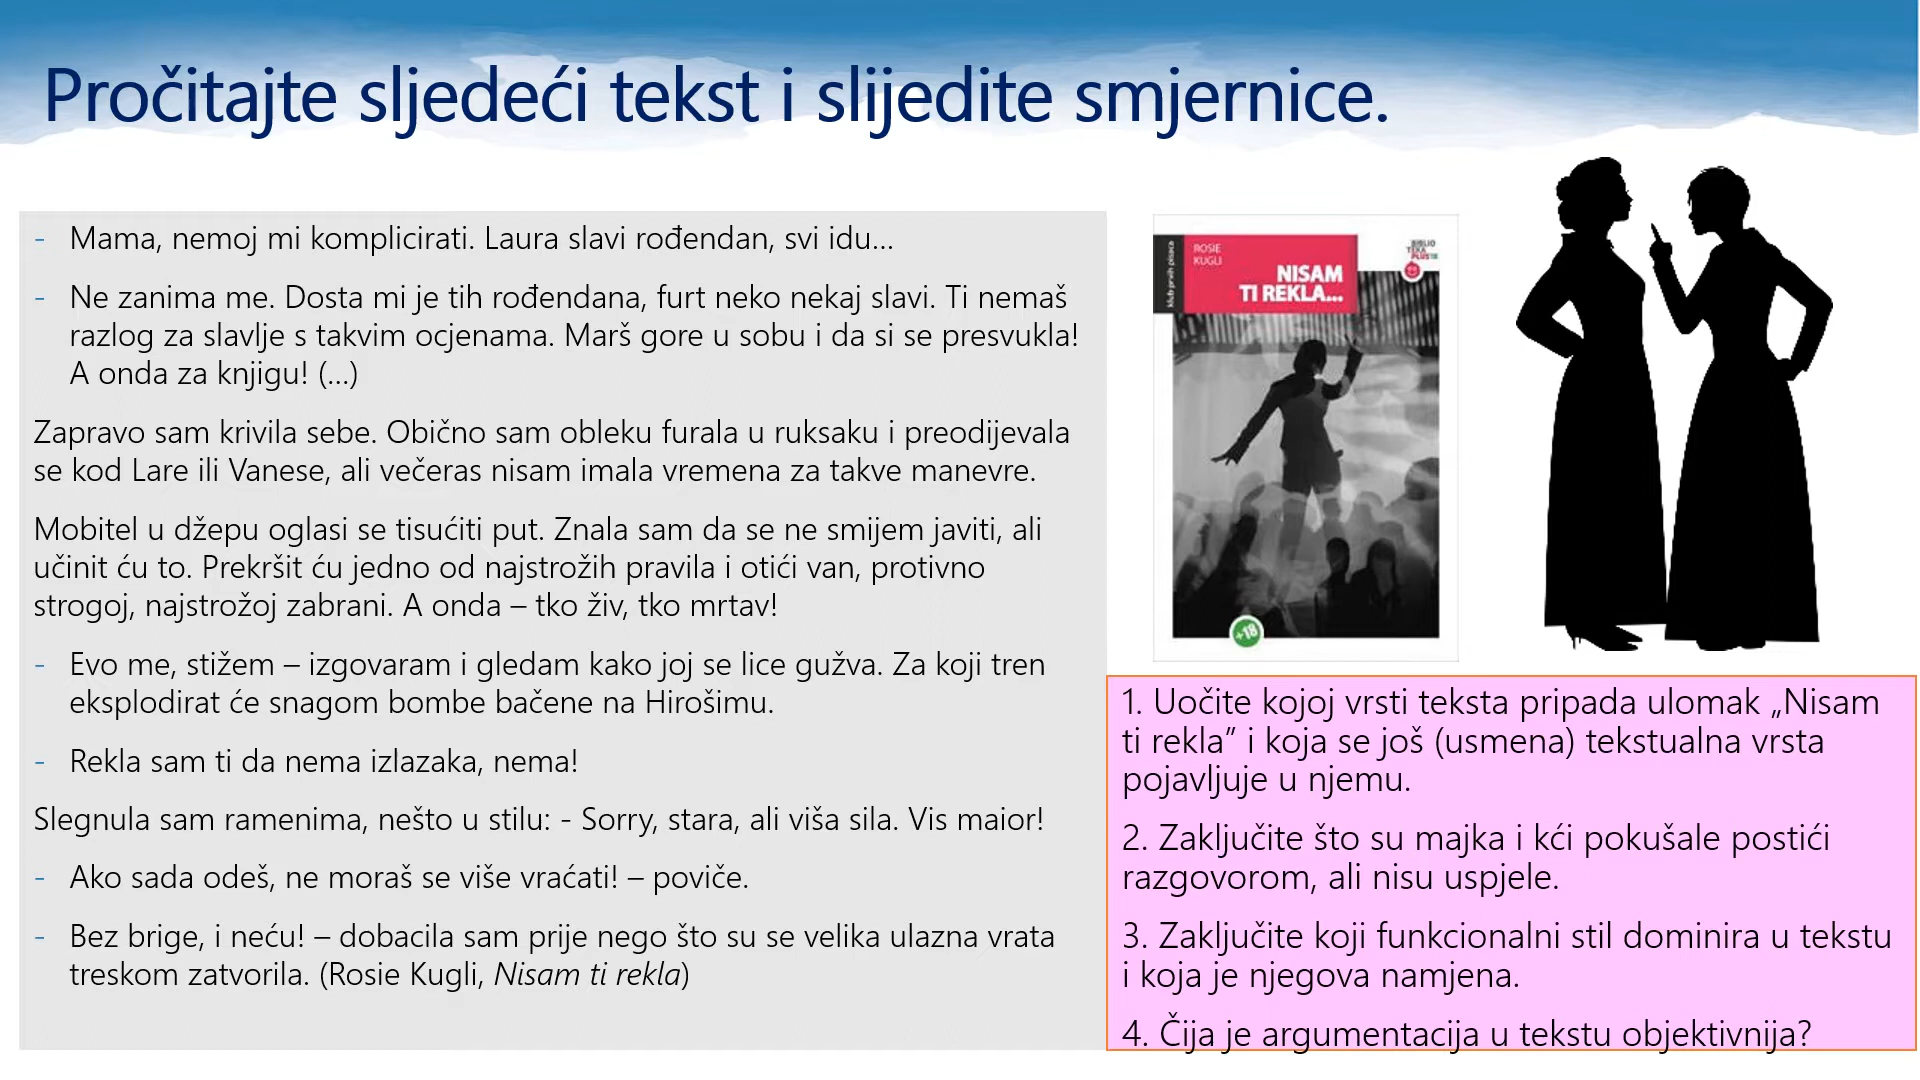 Pročitajte sljedeći tekst i slijedite smjernice.
- Mama, nemoj mi komplicirati. Laura slavi rođendan, svi idu…
- Ne zanima me. Dosta mi je tih rođendana, furt neko nekaj slavi. Ti nemaš
razlog za slavlje s takvim ocjenama. Marš gore u sobu i da si se presvukla!
A onda za knjigu! (…)
Zapravo sam krivila sebe. Obično sam obleku furala u ruksaku i preodijevala
se kod Lare ili Vanese, ali večeras nisam imala vremena za takve manevre.
Mobitel u džepu oglasi se tisućiti put. Znala sam da se ne smijem javiti, ali
učinit ću to. Prekršit ću jedno od najstrožih pravila i otići van, protivno
strogoj, najstrožoj zabrani. A onda – tko živ, tko mrtav!
- Evo me, stižem – izgovaram i gledam kako joj se lice gužva. Za koji tren
eksplodirat će snagom bombe bačene na Hirošimu.
- Rekla sam ti da nema izlazaka, nema!
Slegnula sam ramenima, nešto u stilu: - Sorry, stara, ali viša sila. Vis maior!
- Ako sada odeš, ne moraš se više vraćati! – poviče.
- Bez brige, i neću! – dobacila sam prije nego što su se velika ulazna vrata
treskom zatvorila. (Rosie Kugli, Nisam ti rekla)
klub prvih pisaca
ROSIE
KUGLI
NISAM
TI REKLA...
BIBLIO
TEKA
PLUS18
+18
1. Uočite kojoj vrsti teksta pripada ulomak „Nisam
ti rekla” i koja se još (usmena) tekstualna vrsta
pojavljuje u njemu.
2. Zaključite što su majka i kći pokušale postići
razgovorom, ali nisu uspjele.
3. Zaključite koji funkcionalni stil dominira u tekstu
i koja je njegova namjena.
4. Čija je argumentacija u tekstu objektivnija?